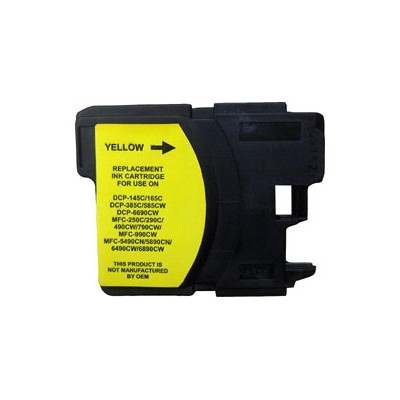 YELLOW
REPLACEMENT
INK CARTRIDGE
FOR USE ON
DCP-145C/165C
DCP-385C/585CW
DCP-6690CW
MFC-250C/290C/
490CW/790CW/
MFC-990CW
MFC-5490CN/5890CN/
6490CW/6890CW
THIS PRODUCT IS
NOT MANUFACTURED
BY OEM